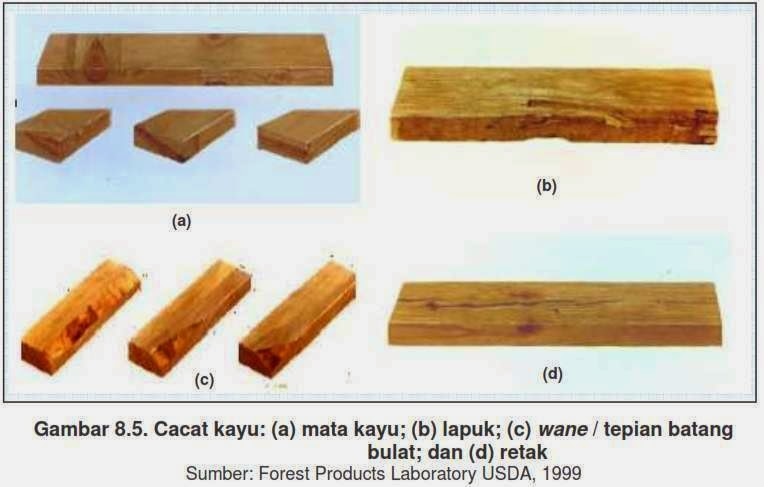 (a)
(b)
(c)
(d)
Gambar 8.5. Cacat kayu: (a) mata kayu; (b) lapuk; (c) wane / tepian batang
bulat; dan (d) retak
Sumber: Forest Products Laboratory USDA, 1999